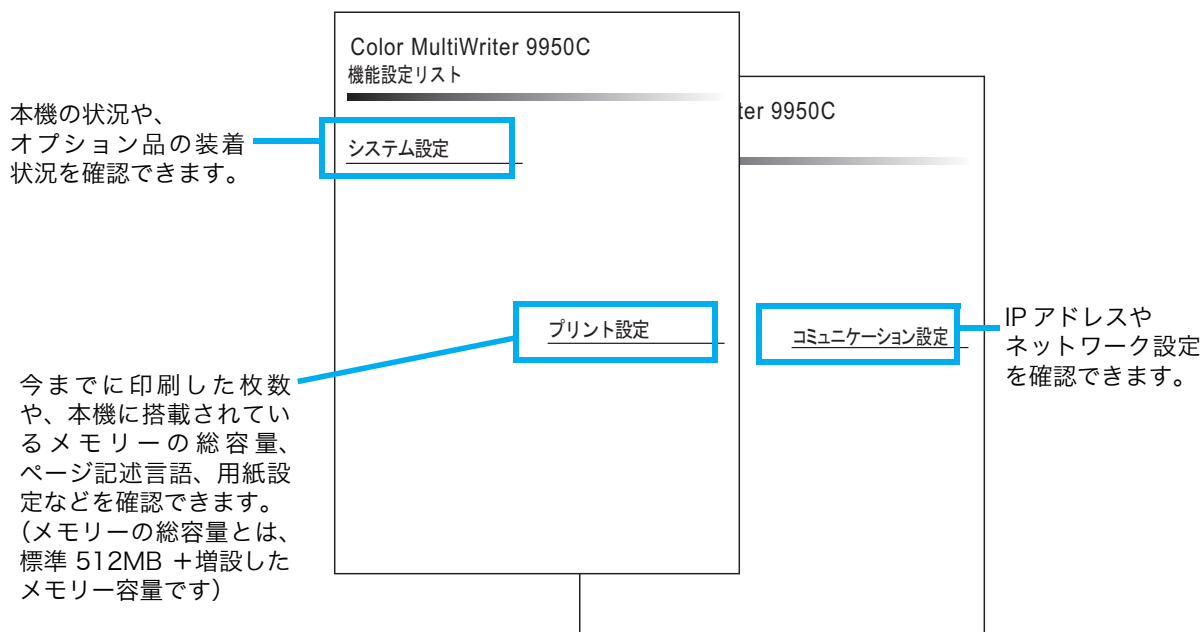 Color MultiWriter 9950C
機能設定リスト
ter 9950C
本機の状況や、
オプション品の装着
状況を確認できます。
システム設定
プリント設定
コミュニケーション設定
IP アドレスや
ネットワーク設定
を確認できます。
今までに印刷した枚数
や、本機に搭載されてい
るメモリーの総容量、
ページ記述言語、用紙設
定などを確認できます。
（メモリーの総容量とは、
標準 512MB ＋増設した
メモリー容量です）